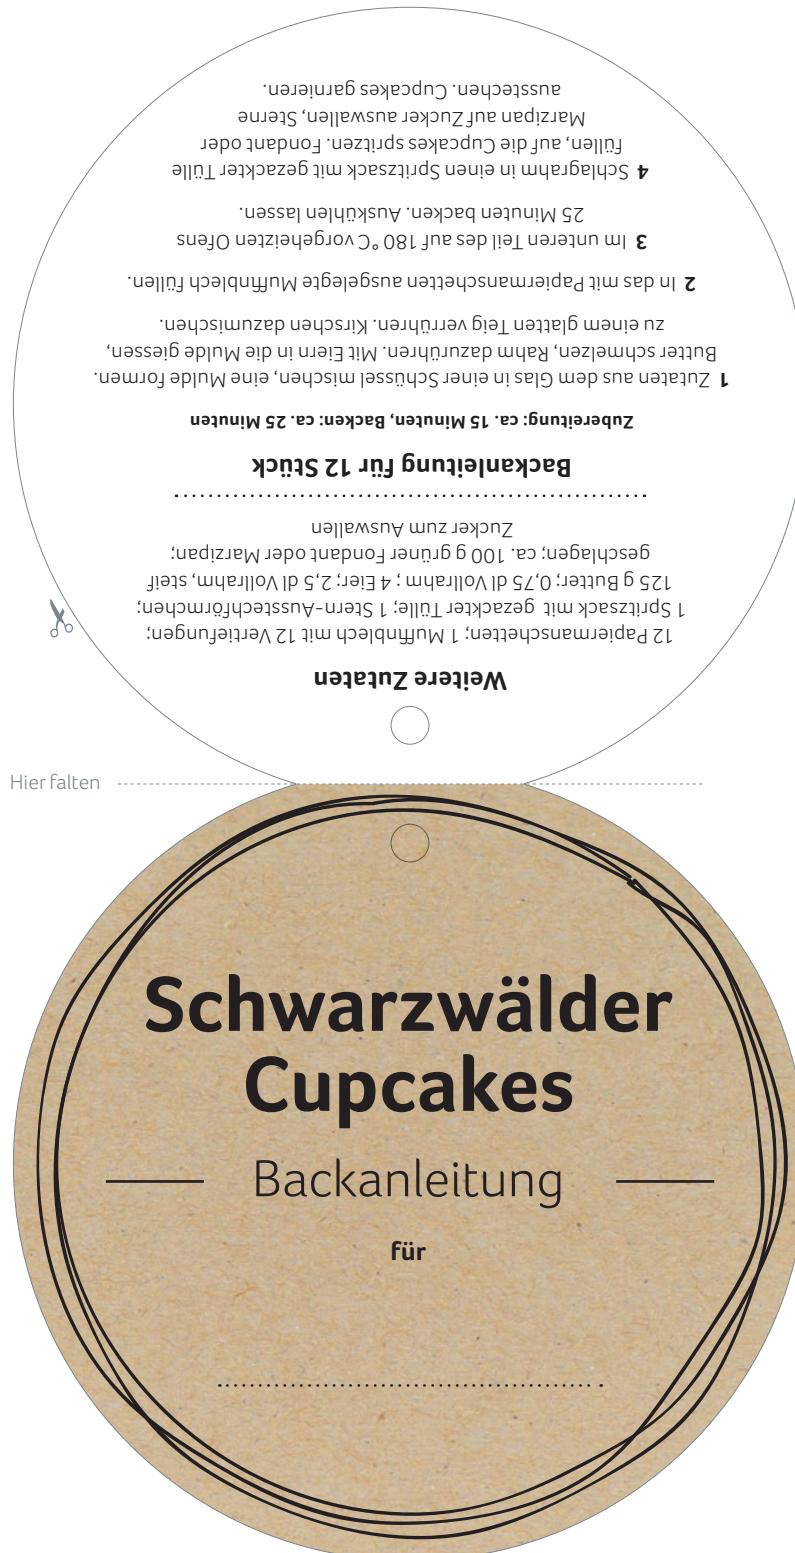 Weitere Zutaten
12 Papiermanschetten; 1 Muffinblech mit 12 Vertiefungen;
1 Spritzsack mit gezackter Tülle; 1 Stern-Ausstechförmchen;
125 g Butter; 0,75 dl Vollrahm ; 4 Eier; 2,5 dl Vollrahm, steif
geschlagen; ca. 100 g grüner Fondant oder Marzipan;
Zucker zum Auswallen
Backanleitung für 12 Stück
Zubereitung: ca. 15 Minuten, Backen: ca. 25 Minuten
1 Zutaten aus dem Glas in einer Schüssel mischen, eine Mulde formen.
Butter schmelzen, Rahm dazurühren. Mit Eiern in die Mulde giessen,
zu einem glatten Teig verrühren. Kirschen dazumischen.
2 In das mit Papiermanschetten ausgelegte Muffinblech füllen.
3 Im unteren Teil des auf 180 °C vorgeheizten Ofens
25 Minuten backen. Auskühlen lassen.
4 Schlagrahm in einen Spritzsack mit gezackter Tülle
füllen, auf die Cupcakes spritzen. Fondant oder
Marzipan auf Zucker auswallen, Sterne
ausstechen. Cupcakes garnieren.
Hier falten
Schwarzwälder
Cupcakes
Backanleitung
für